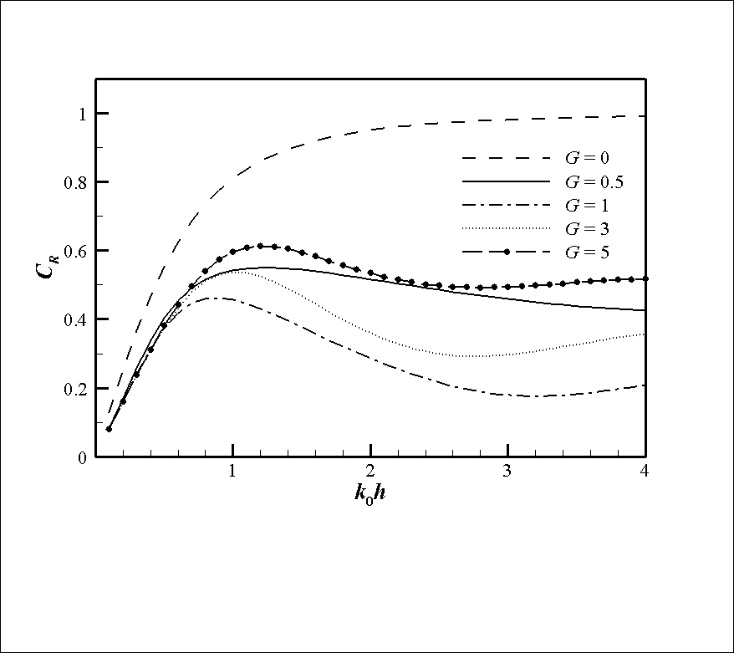 1
0.8
0.6
0.4
0.2
0
C_R
G = 0
G = 0.5
G = 1
G = 3
G = 5
1 2 3 4
k_0h